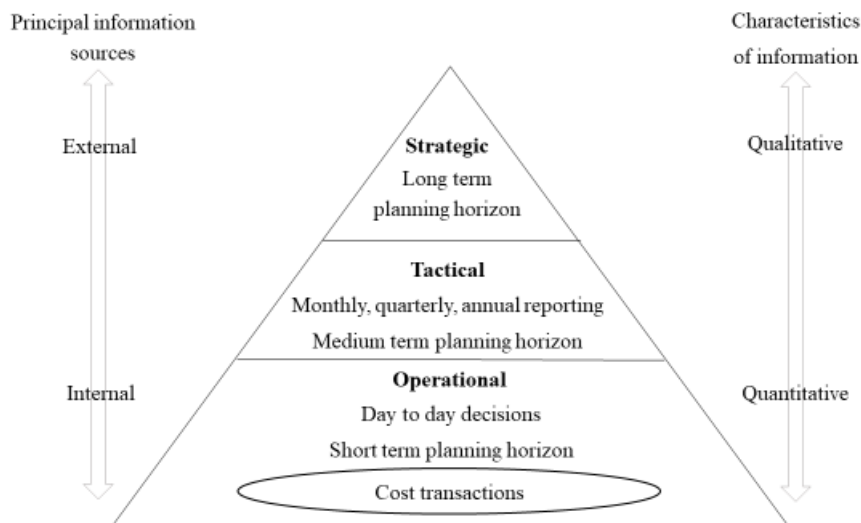 Principal information
sources
Characteristics
of information
External
Strategic
Qualitative
Long term
planning horizon
Tactical
Monthly, quarterly, annual reporting
Medium term planning horizon
Internal
Operational
Quantitative
Day to day decisions
Short term planning horizon
Cost transactions